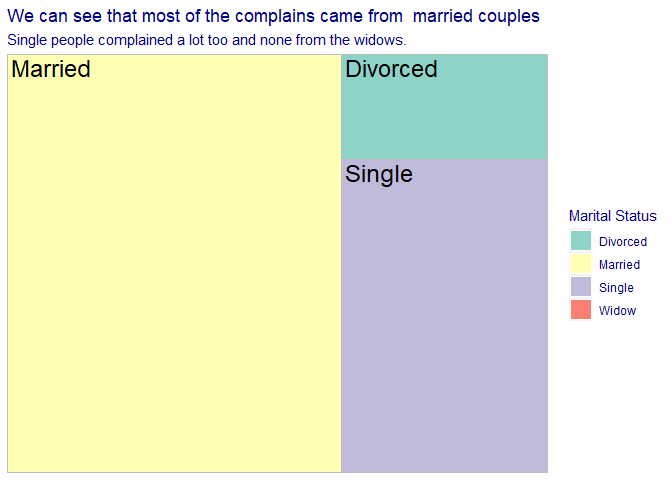 We can see that most of the complains came from  married couples
Single people complained a lot too and none from the widows.
Married
Divorced
Single
Marital Status
Divorced
Married
Single
Widow